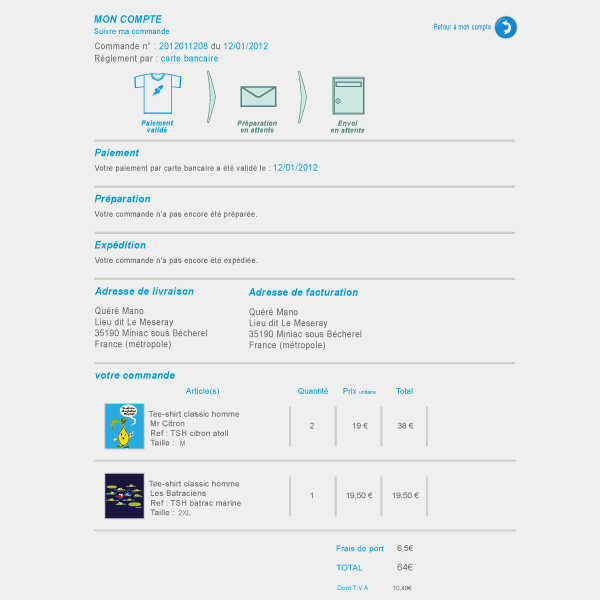 MON COMPTE
Suivre ma commande
Retour à mon compte
Commande n° : 2012011208 du 12/01/2012
Réglement par : carte bancaire
Paiement validé
Préparation en attente
Envoi en attente
Paiement
Votre paiement par carte bancaire a été validé le : 12/01/2012
Préparation
Votre commande n'a pas encore été préparée.
Expédition
Votre commande n'a pas encore été expédiée.
Adresse de livraison
Quéré Mano
Lieu dit Le Meseray
35190 Miniac sous Bécherel
France (métropole)
Adresse de facturation
Quéré Mano
Lieu dit Le Meseray
35190 Miniac sous Bécherel
France (métropole)
votre commande
Article(s) Quantité Prix unitaire Total
Tee-shirt classic homme
Mr Citron
Ref : TSH citron atoll
Taille : M
2 19 € 38 €
Tee-shirt classic homme
Les Batraciens
Ref : TSH batrac marine
Taille : 2XL
1 19,50 € 19,50 €
Frais de port 6,5€
TOTAL 64€
Dont T.V.A 10,49€